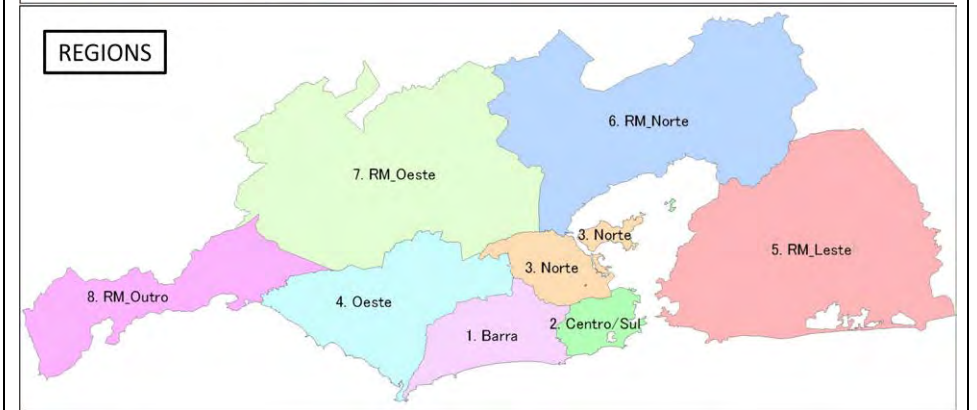 REGIONS
6. RM_Norte
7. RM_Oeste
3. Norte
5. RM_Leste
3. Norte
8. RM_Outro
4. Oeste
2. Centro/Sul
1. Barra